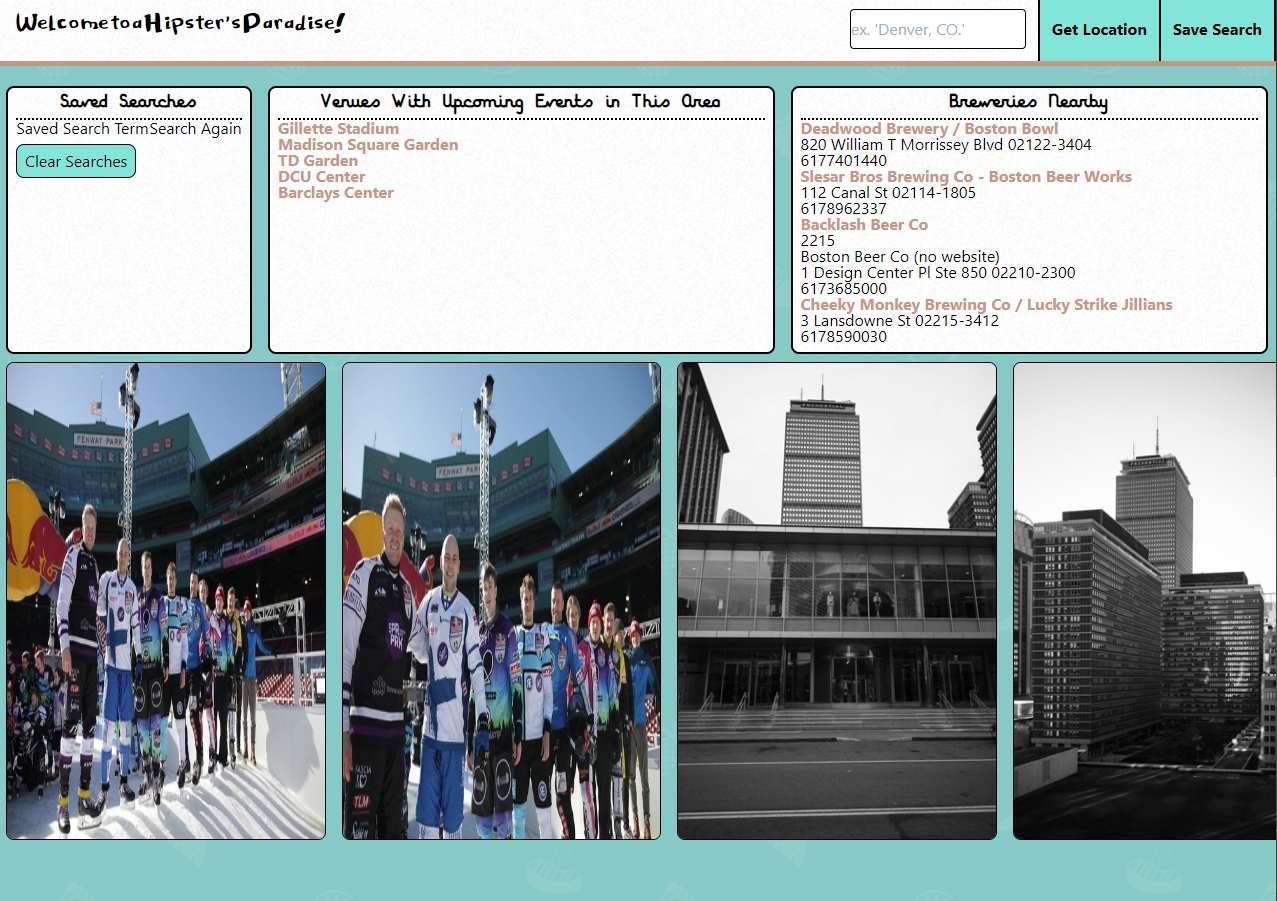 WelcometoaHipster'sParadise!
ex. 'Denver, CO.'
Get Location
Save Search
Saved Searches
Saved Search TermSearch Again
Clear Searches
Venues With Upcoming Events in This Area
Gillette Stadium
Madison Square Garden
TD Garden
DCU Center
Barclays Center
Breweries Nearby
Deadwood Brewery / Boston Bowl
820 William T Morrissey Blvd 02122-3404
6177401440
Slesar Bros Brewing Co - Boston Beer Works
112 Canal St 02114-1805
6178962337
Backlash Beer Co
2215
Boston Beer Co (no website)
1 Design Center Pl Ste 850 02210-2300
6173685000
Cheeky Monkey Brewing Co / Lucky Strike Jillians
3 Lansdowne St 02215-3412
6178590030
FENWAY PARK
FENWAY PARK
TLM
TLM